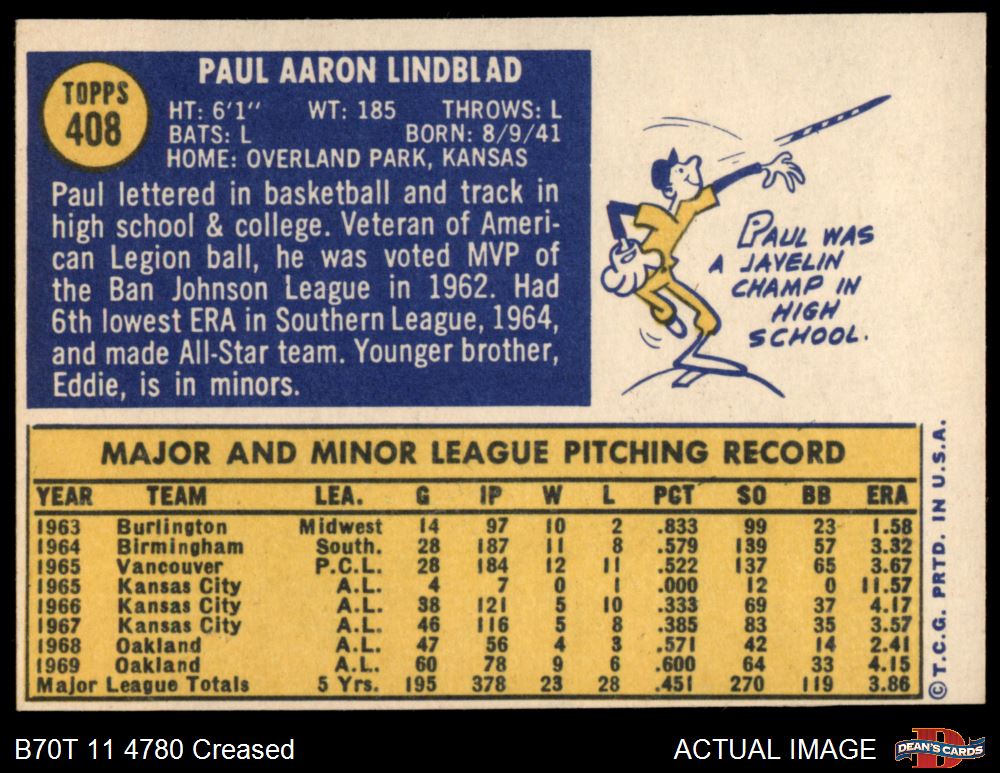 TOPPS
408
PAUL AARON LINDBLAD
HT: 6'1" WT: 185 THROWS: L
BATS: L BORN: 8/9/41
HOME: OVERLAND PARK, KANSAS
Paul lettered in basketball and track in
high school & college. Veteran of Ameri-
can Legion ball, he was voted MVP of
the Ban Johnson League in 1962. Had
6th lowest ERA in Southern League, 1964,
and made All-Star team. Younger brother,
Eddie, is in minors.
PAUL WAS
A JAVELIN
CHAMP IN
HIGH
SCHOOL.
MAJOR AND MINOR LEAGUE PITCHING RECORD
YEAR TEAM LEA. G IP W L PCT SO BB ERA
1963 Burlington Midwest 14 97 10 2 .833 99 23 1.58
1964 Birmingham South. 28 187 11 8 .579 139 57 3.32
1965 Vancouver P.C.L. 28 184 12 11 .522 137 65 3.67
1965 Kansas City A.L. 4 7 0 1 .000 12 0 11.57
1966 Kansas City A.L. 38 121 5 10 .333 69 37 4.17
1967 Kansas City A.L. 46 116 5 8 .385 83 35 3.57
1968 Oakland A.L. 47 56 4 3 .571 42 14 2.41
1969 Oakland A.L. 60 78 9 6 .600 64 33 4.15
Major League Totals 5 Yrs. 195 378 23 28 .451 270 119 3.86
© T.C.G. PRTD. IN U.S.A.
B70T 11 4780 Creased
ACTUAL IMAGE
DEAN'S CARDS